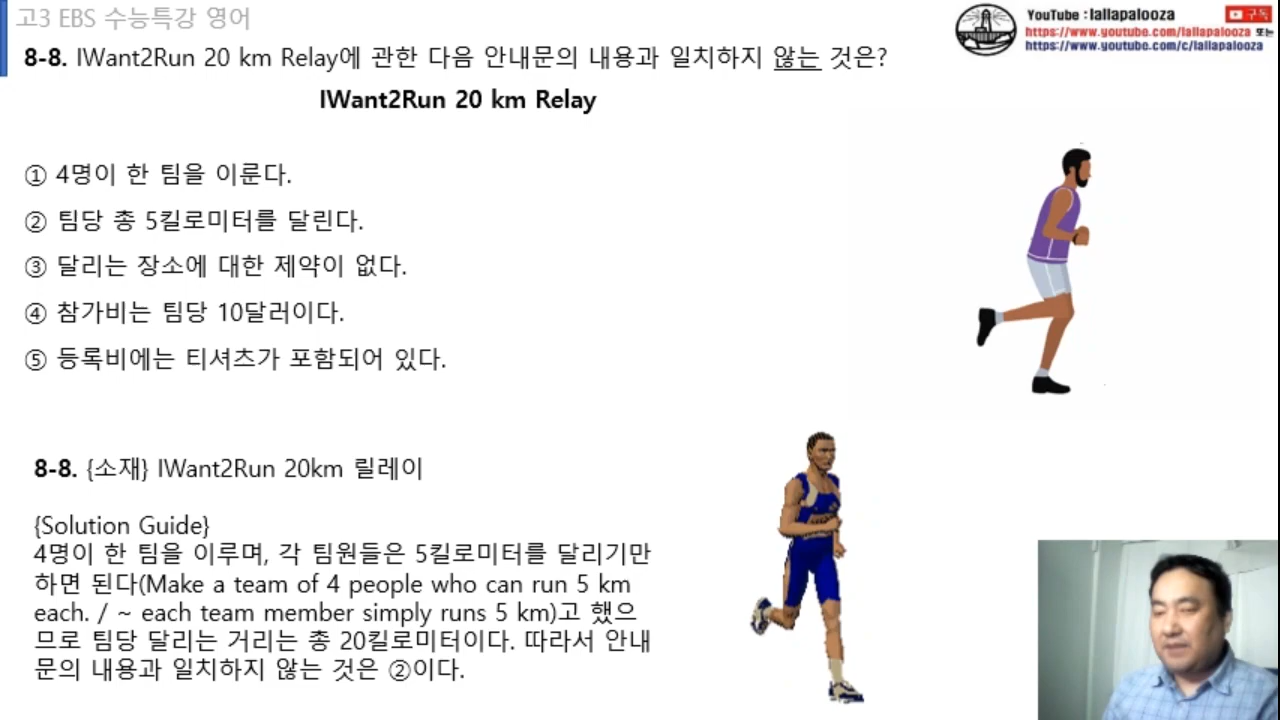 고3 EBS 수능특강 영어
YouTube : lallapalooza
구독
https://www.youtube.com/lallapalooza 또는
https://www.youtube.com/c/lallapalooza
8-8. IWant2Run 20 km Relay에 관한 다음 안내문의 내용과 일치하지 않는 것은?
IWant2Run 20 km Relay
① 4명이 한 팀을 이룬다.
② 팀당 총 5킬로미터를 달린다.
③ 달리는 장소에 대한 제약이 없다.
④ 참가비는 팀당 10달러이다.
⑤ 등록비에는 티셔츠가 포함되어 있다.
8-8. {소재} IWant2Run 20km 릴레이
{Solution Guide}
4명이 한 팀을 이루며, 각 팀원들은 5킬로미터를 달리기만
하면 된다(Make a team of 4 people who can run 5 km
each. / ~ each team member simply runs 5 km)고 했으
므로 팀당 달리는 거리는 총 20킬로미터이다. 따라서 안내
문의 내용과 일치하지 않는 것은 ②이다.